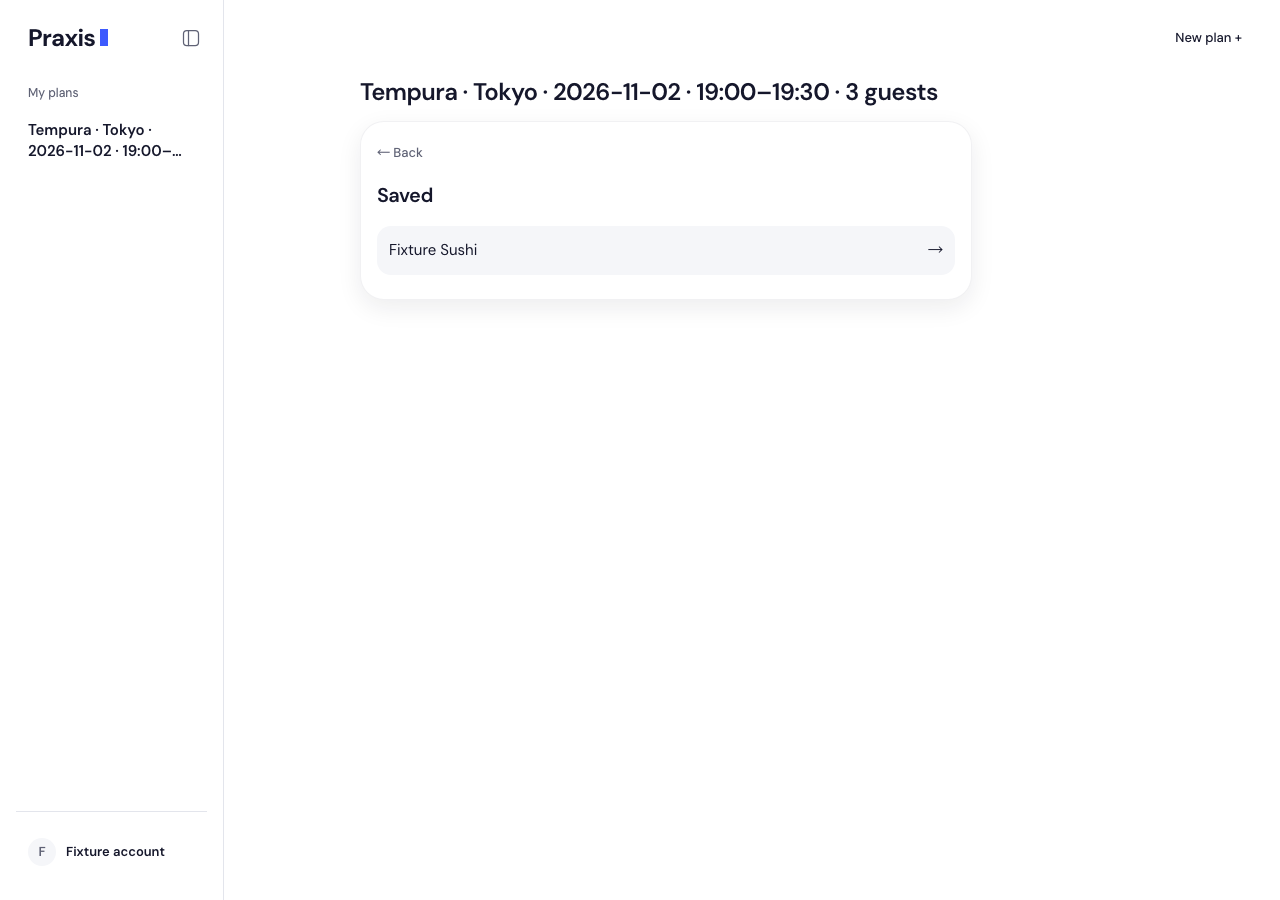 Praxis
New plan +
My plans
Tempura · Tokyo ·
2026-11-02 · 19:00–…
Tempura · Tokyo · 2026-11-02 · 19:00–19:30 · 3 guests
← Back
Saved
Fixture Sushi →
F Fixture account